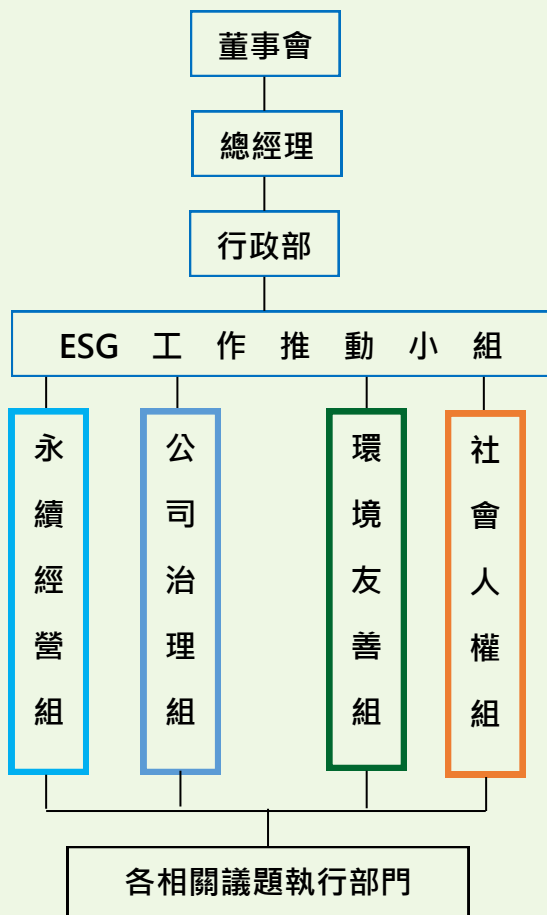 董事會
總經理
行政部
ESG 工作推動小組
永續經營組
公司治理組
環境友善組
社會人權組
各相關議題執行部門